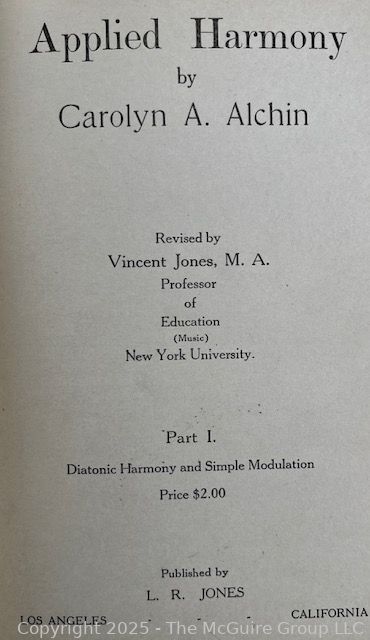 Applied Harmony
by
Carolyn A. Alchin
Revised by
Vincent Jones, M. A.
Professor
of
Education
(Music)
New York University.
Part I.
Diatonic Harmony and Simple Modulation
Price $2.00
Published by
L. R. JONES
LOS ANGELES - - - CALIFORNIA
Copyright 2025 - The McGuire Group LLC